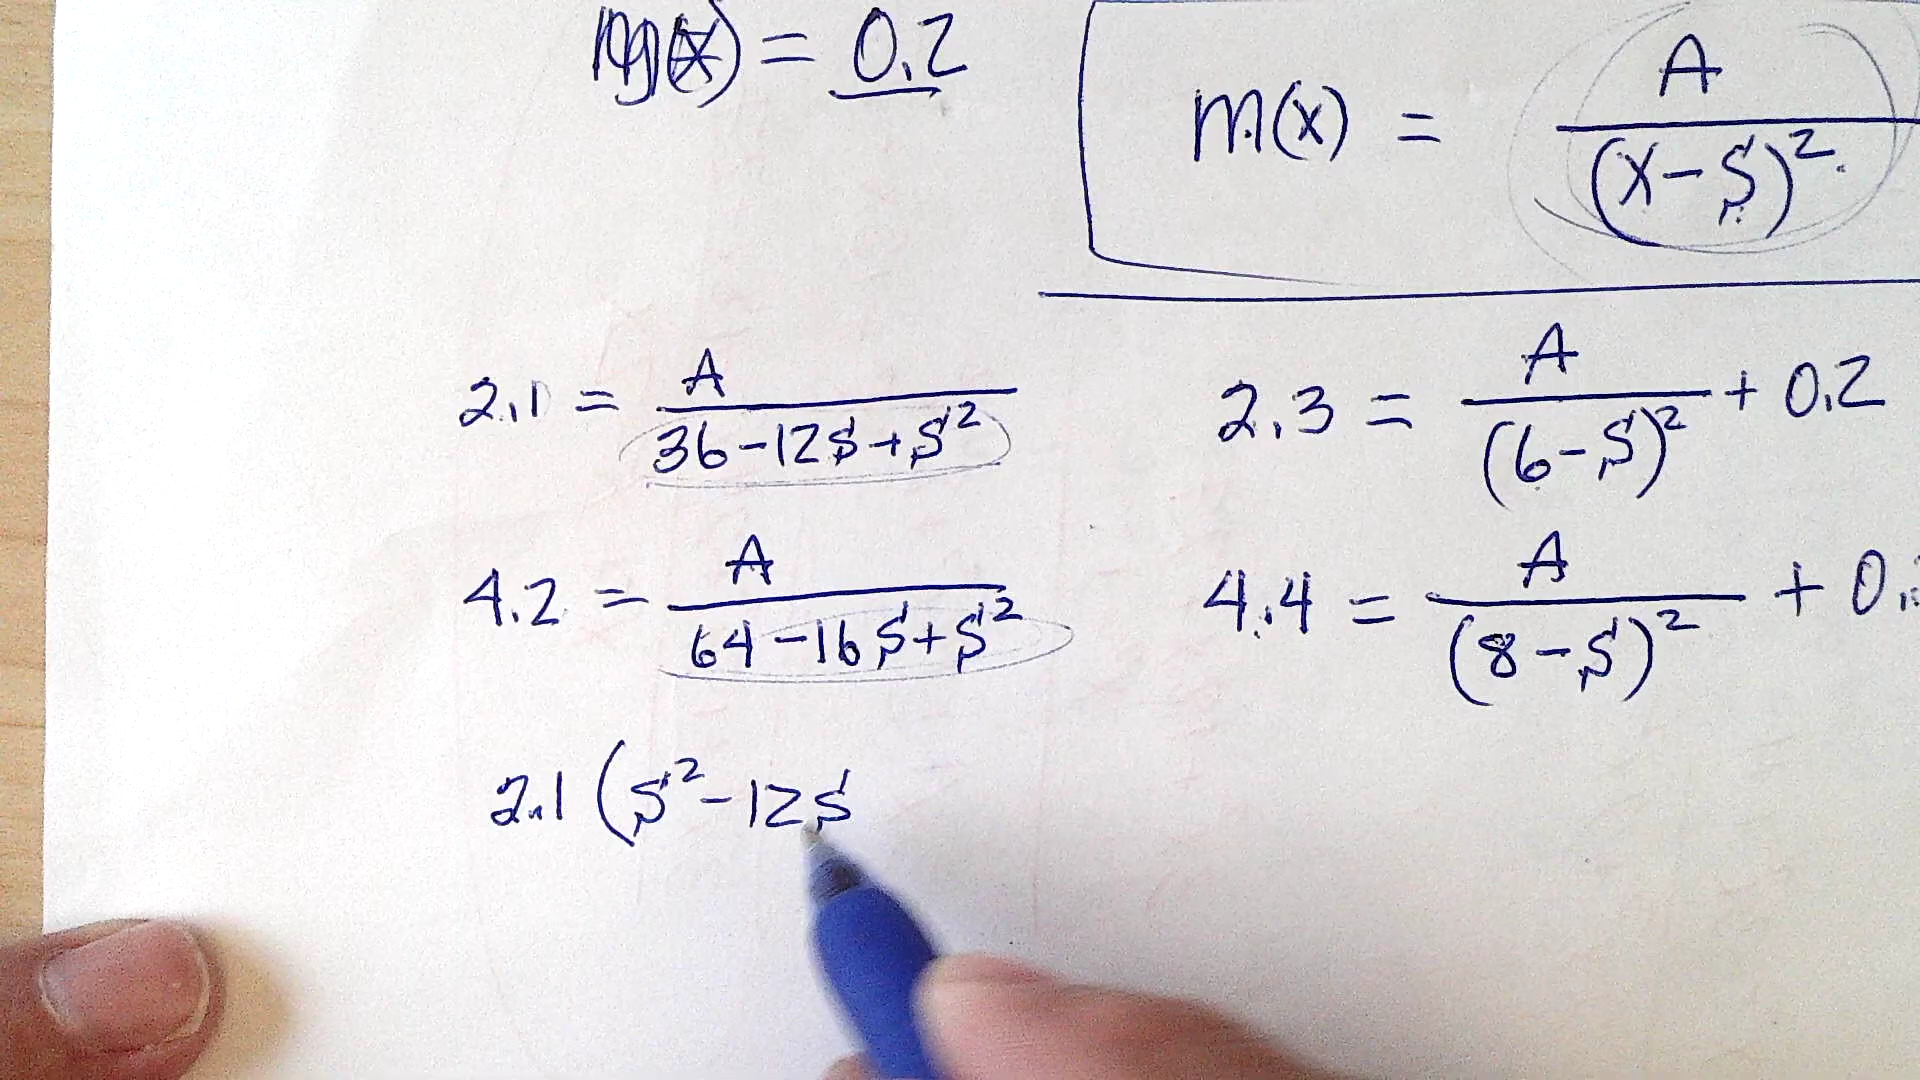 log(x) = 0.2
m(x) = A / (x-S)².
2.1 = A / 36-12S+S²
2.3 = A / (6-S)² + 0.2
4.2 = A / 64-16S+S²
4.4 = A / (8-S)² + 0.
2.1 (S²-12S